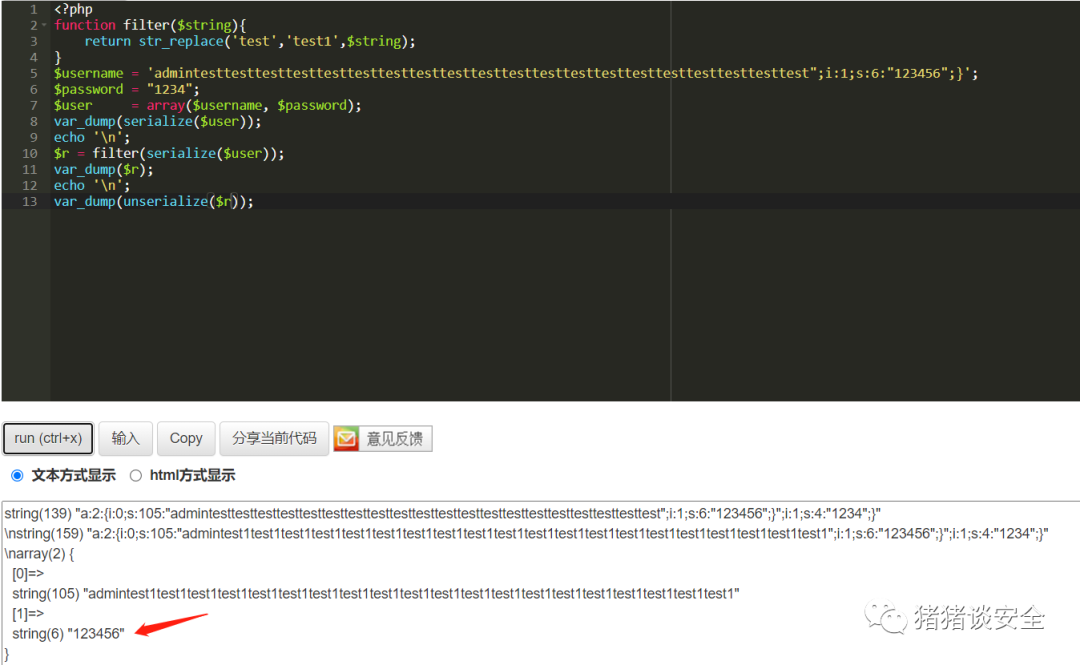 1 <?php
2 function filter($string){
3 return str_replace('test','test1',$string);
4 }
5 $username = 'admintesttesttesttesttesttesttesttesttesttesttesttesttesttesttesttesttesttesttesttest";i:1;s:6:"123456";}';
6 $password = "1234";
7 $user = array($username, $password);
8 var_dump(serialize($user));
9 echo '\n';
10 $r = filter(serialize($user));
11 var_dump($r);
12 echo '\n';
13 var_dump(unserialize($r));
run (ctrl+x) 输入 Copy 分享当前代码 意见反馈
文本方式显示 html方式显示
string(139) "a:2:{i:0;s:105:"admintesttesttesttesttesttesttesttesttesttesttesttesttesttesttesttesttesttesttesttest";i:1;s:6:"123456";}";i:1;s:4:"1234";}"
\nstring(159) "a:2:{i:0;s:105:"admintest1test1test1test1test1test1test1test1test1test1test1test1test1test1test1test1test1test1test1test1";i:1;s:6:"123456";}";i:1;s:4:"1234";}"
\narray(2) {
[0]=>
string(105) "admintest1test1test1test1test1test1test1test1test1test1test1test1test1test1test1test1test1test1test1test1"
[1]=>
string(6) "123456"
}
猪猪谈安全